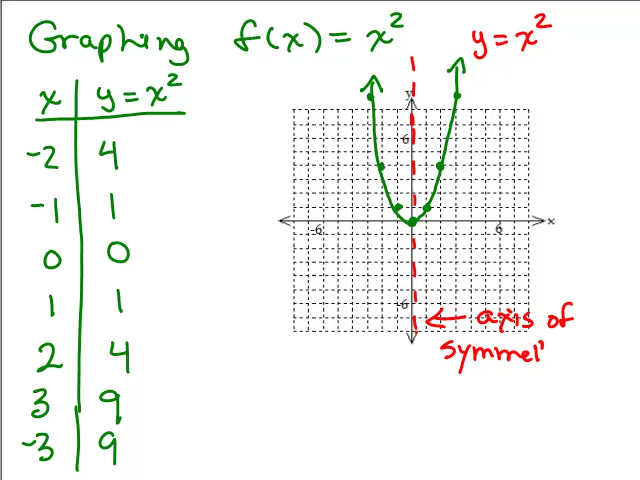 Graphing f(x) = x² y = x²
x y = x²
-2 4
-1 1
0 0
1 1
2 4
3 9
-3 9
y
6
-6 6 x
-6
← axis of
symmet